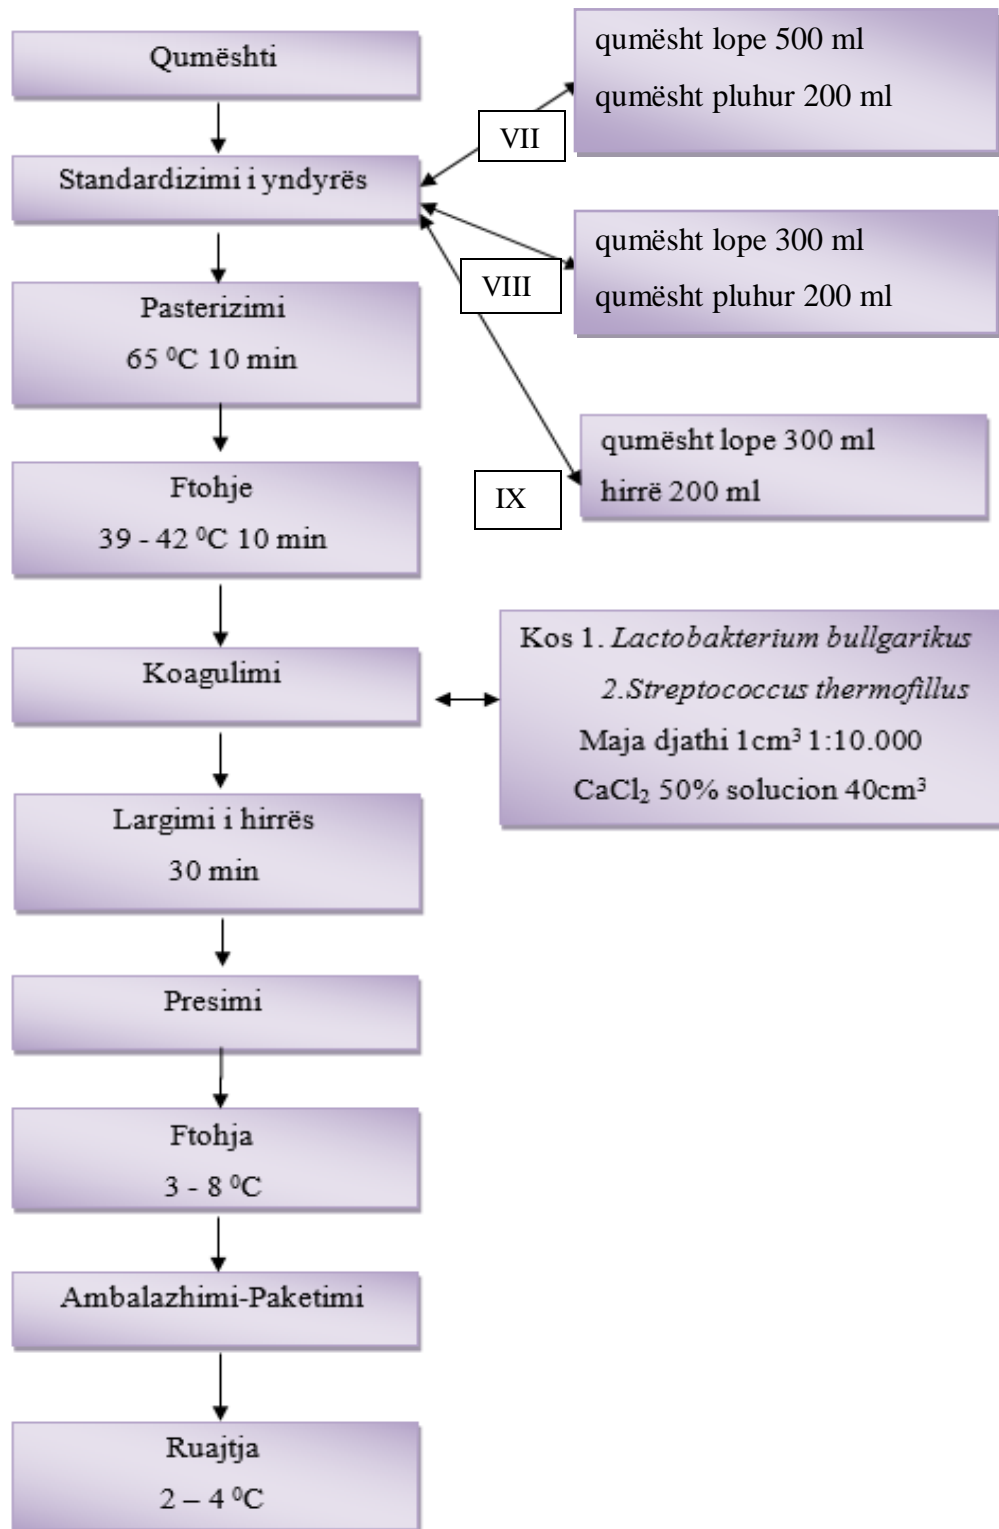 Qumështi
Standardizimi i yndyrës
Pasterizimi
65 ⁰C 10 min
Ftohje
39 - 42 ⁰C 10 min
Koagulimi
Largimi i hirrës
30 min
Presimi
Ftohja
3 - 8 ⁰C
Ambalazhimi-Paketimi
Ruajtja
2 – 4 ⁰C
VII
qumësht lope 500 ml
qumësht pluhur 200 ml
VIII
qumësht lope 300 ml
qumësht pluhur 200 ml
IX
qumësht lope 300 ml
hirrë 200 ml
Kos 1. Lactobakterium bullgarikus
2.Streptococcus thermofillus
Maja djathi 1cm³ 1:10.000
CaCl₂ 50% solucion 40cm³